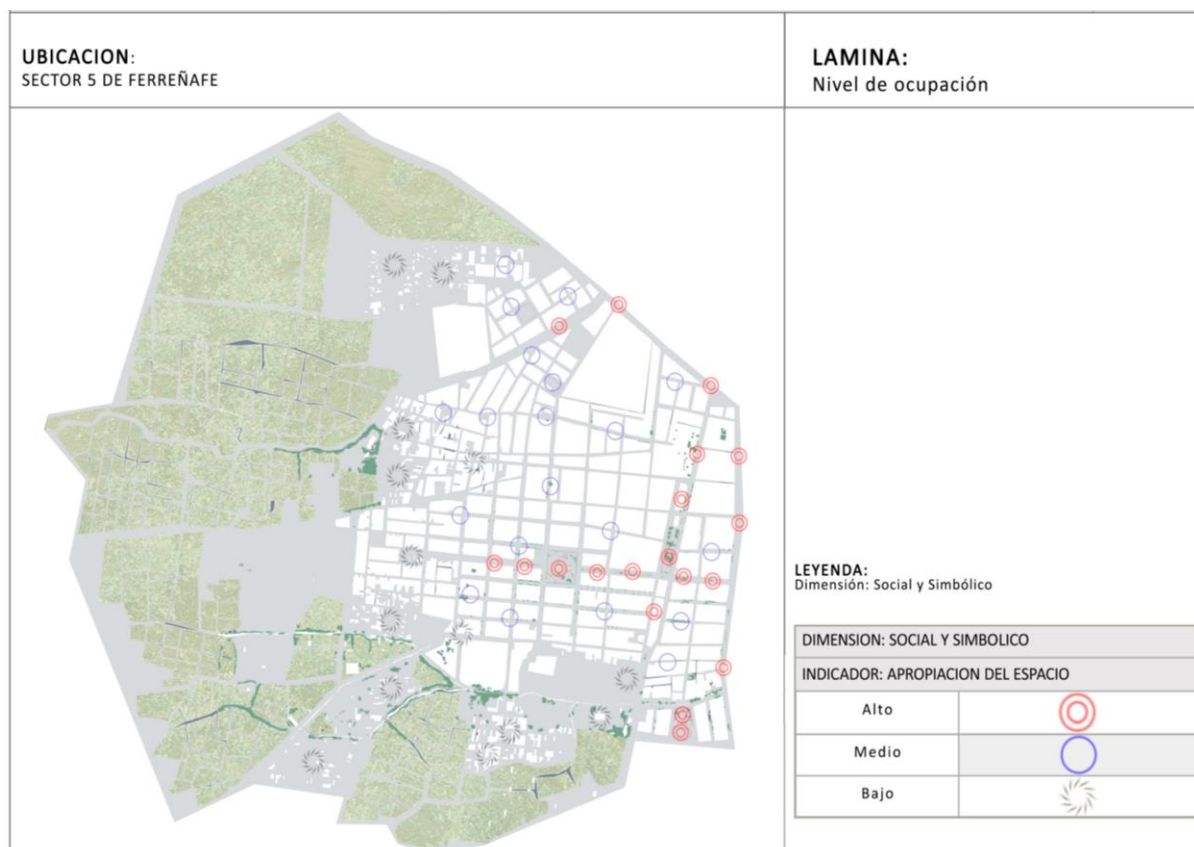 UBICACION:
SECTOR 5 DE FERREÑAFE
LAMINA:
Nivel de ocupación
LEYENDA:
Dimensión: Social y Simbólico
DIMENSION: SOCIAL Y SIMBOLICO
INDICADOR: APROPIACION DEL ESPACIO
Alto
Medio
Bajo